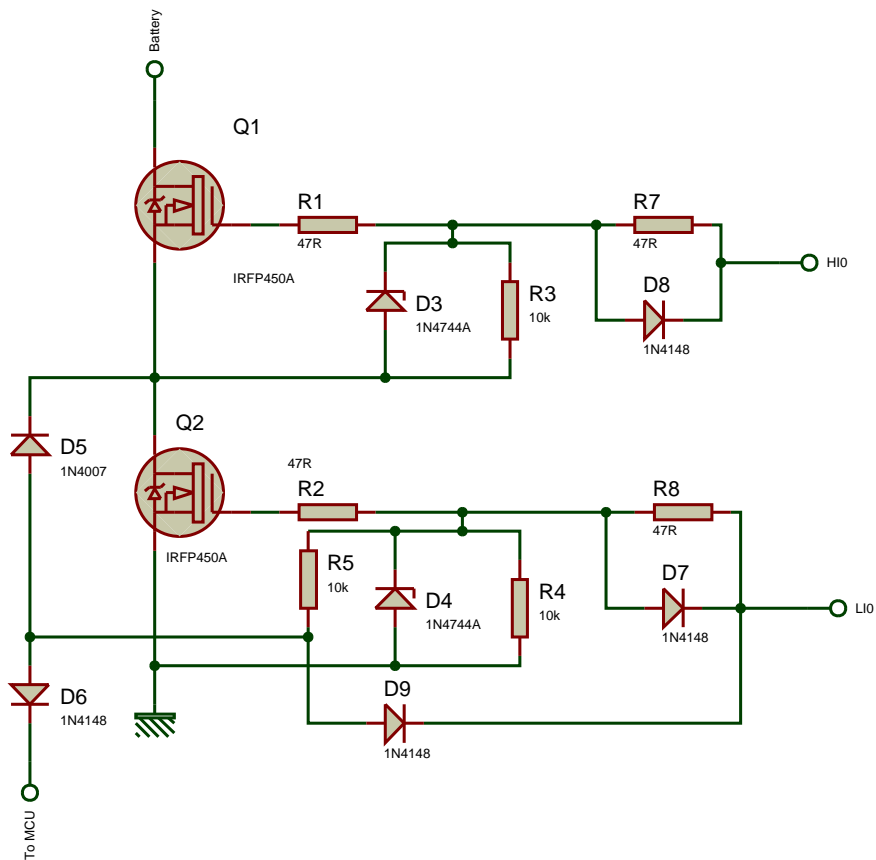 Battery
Q1
IRFP450A
R1
47R
R7
47R
HI0
D3
1N4744A
R3
10k
D8
1N4148
D5
1N4007
Q2
IRFP450A
47R
R2
R8
47R
R5
10k
D4
1N4744A
R4
10k
D7
1N4148
LI0
D6
1N4148
D9
1N4148
To MCU